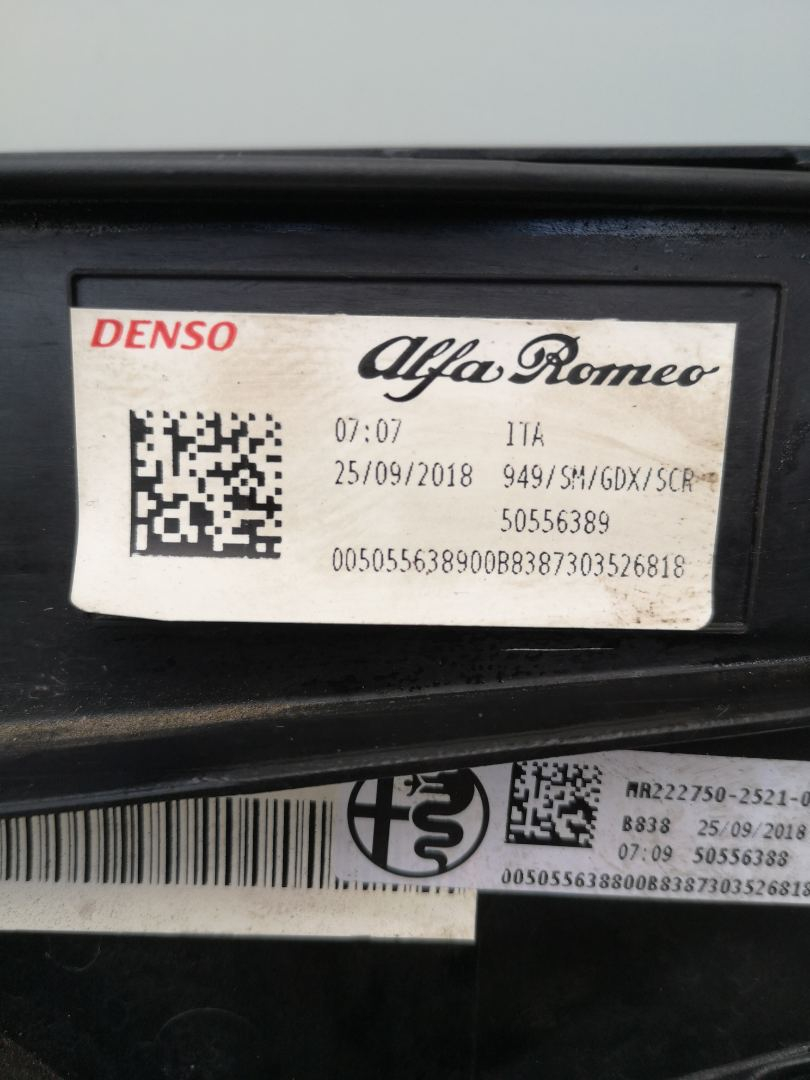 DENSO
Alfa Romeo
07:07 ITA
25/09/2018 949/SM/GDX/SCR
50556389
005055638900B8387303526818
MR222750-2521-0
B838 25/09/2018
07:09 50556388
005055638800B8387303526818